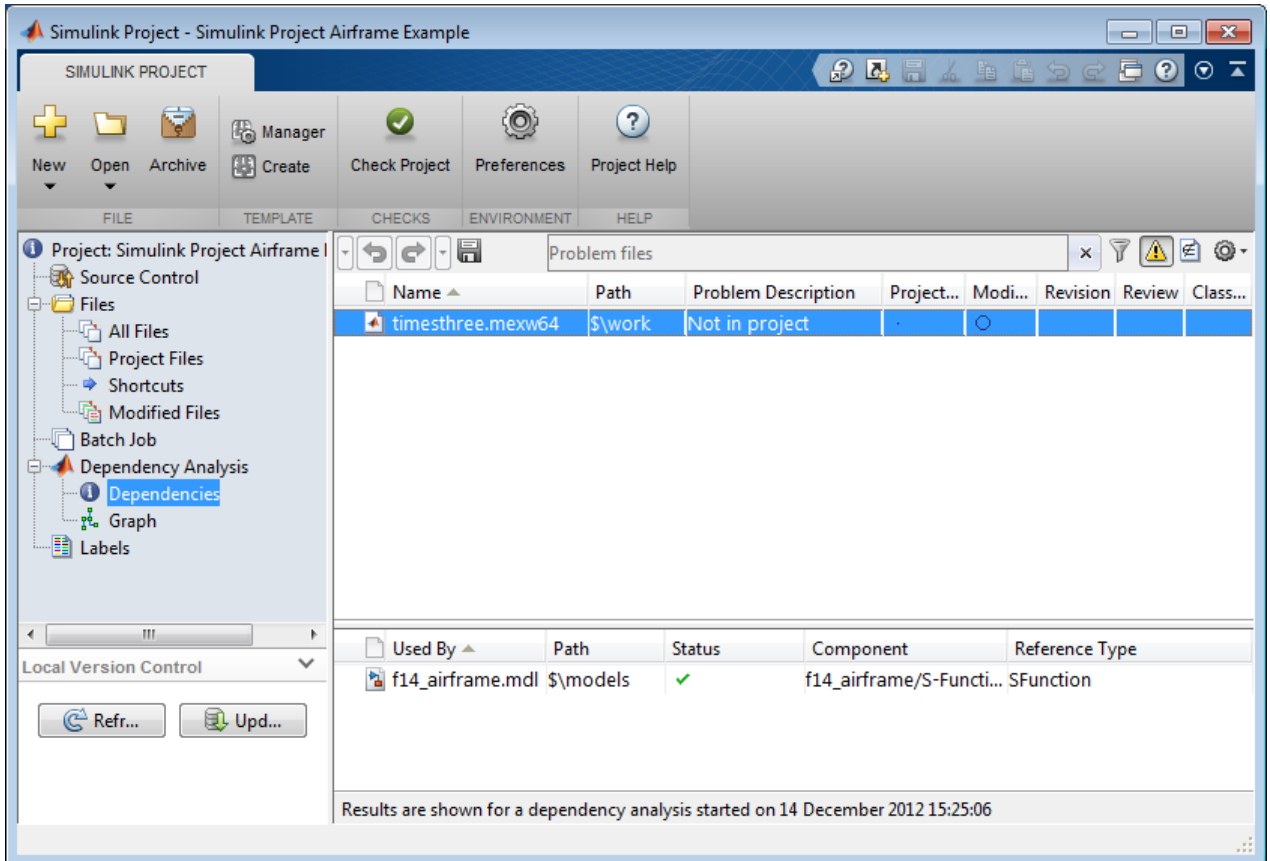 Simulink Project - Simulink Project Airframe Example
SIMULINK PROJECT
New Open Archive Manager Create Check Project Preferences Project Help
FILE TEMPLATE CHECKS ENVIRONMENT HELP
Project: Simulink Project Airframe
Source Control
Files
All Files
Project Files
Shortcuts
Modified Files
Batch Job
Dependency Analysis
Dependencies
Graph
Labels
Local Version Control
Refr... Upd...
Problem files
Name Path Problem Description Project... Modi... Revision Review Class...
timesthree.mexw64 $\work Not in project
Used By Path Status Component Reference Type
f14_airframe.mdl $\models f14_airframe/S-Functi... SFunction
Results are shown for a dependency analysis started on 14 December 2012 15:25:06